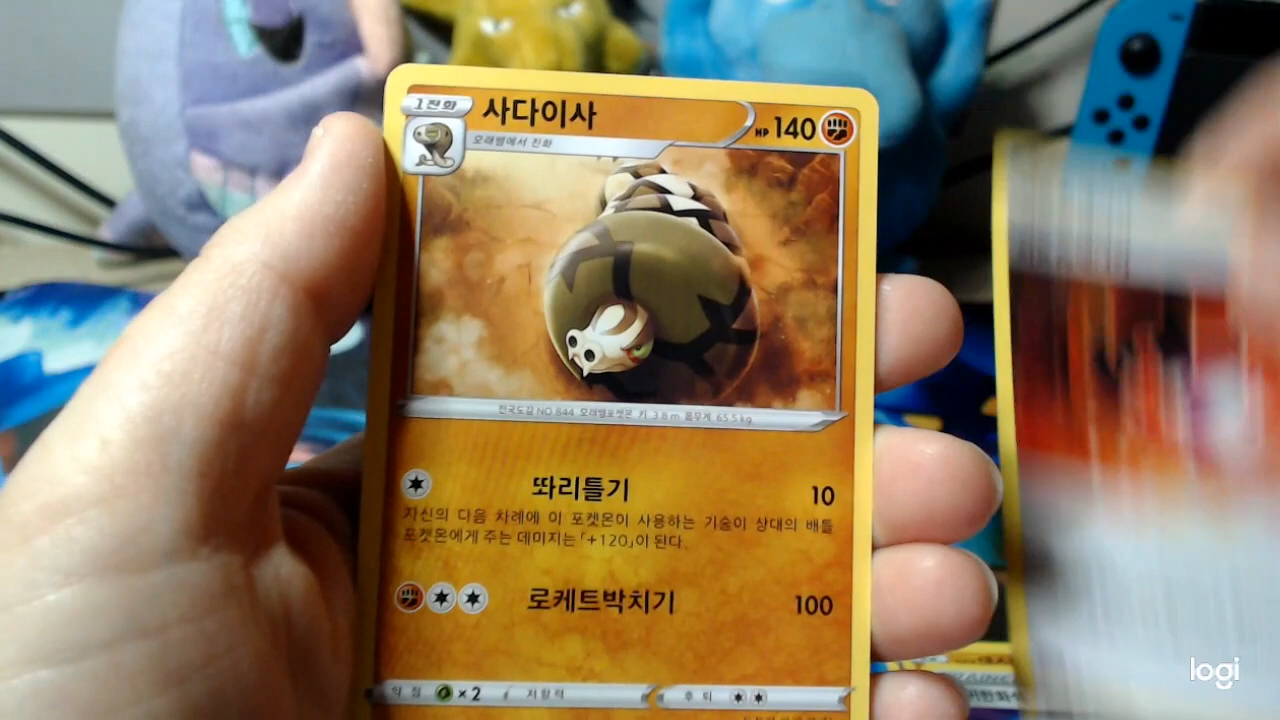 1진화
사다이사
HP 140
모래뱀에서 진화
전국도감 NO.844 모래뱀포켓몬 키 3.8m 몸무게 65.5kg
똬리틀기 10
자신의 다음 차례에 이 포켓몬이 사용하는 기술이 상대의 배틀
포켓몬에게 주는 데미지는 「+120」이 된다.
로케트박치기 100
약점 ×2 저항력 후퇴
logi